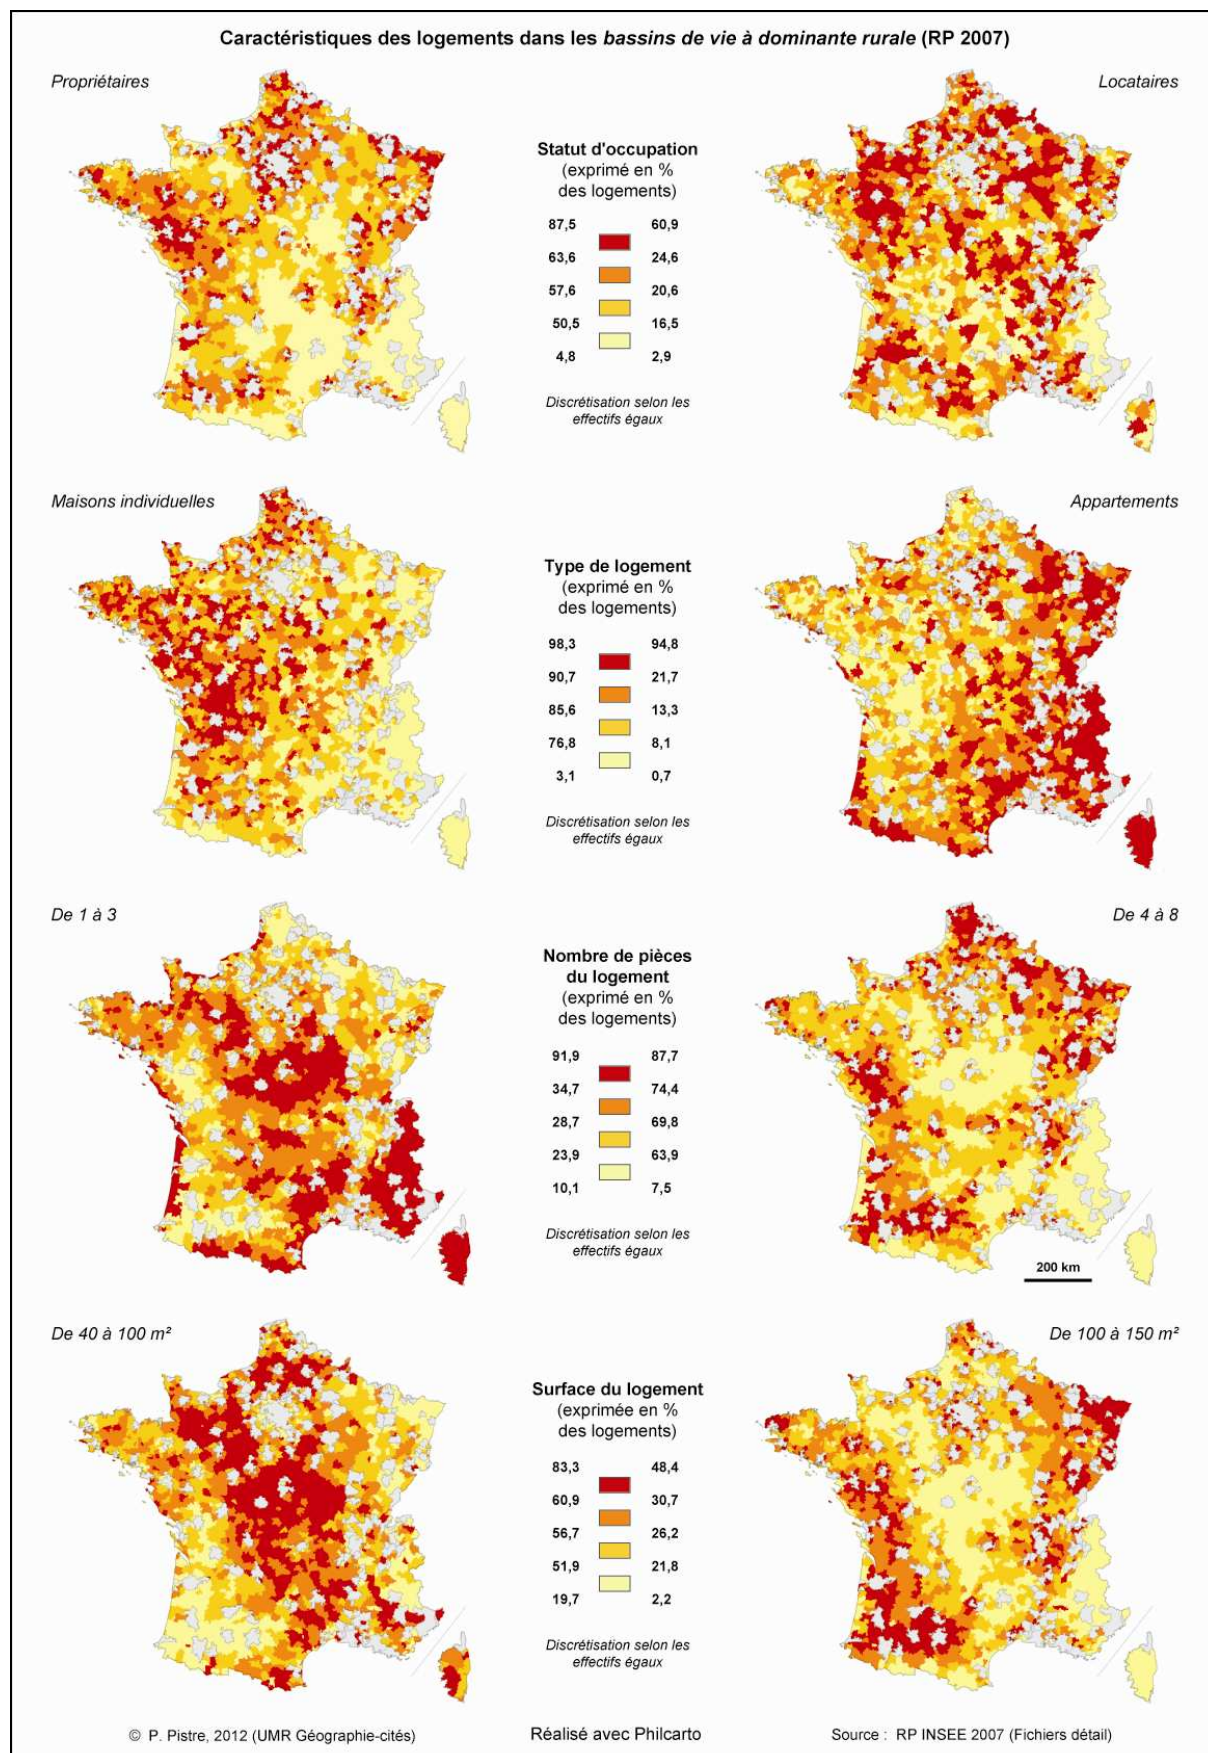 Caractéristiques des logements dans les bassins de vie à dominante rurale (RP 2007)
Propriétaires
Locataires
Statut d'occupation
(exprimé en %
des logements)
87,5 60,9
63,6 24,6
57,6 20,6
50,5 16,5
4,8 2,9
Discrétisation selon les
effectifs égaux
Maisons individuelles
Appartements
Type de logement
(exprimé en %
des logements)
98,3 94,8
90,7 21,7
85,6 13,3
76,8 8,1
3,1 0,7
Discrétisation selon les
effectifs égaux
De 1 à 3
De 4 à 8
Nombre de pièces
du logement
(exprimé en %
des logements)
91,9 87,7
34,7 74,4
28,7 69,8
23,9 63,9
10,1 7,5
Discrétisation selon les
effectifs égaux
200 km
De 40 à 100 m²
De 100 à 150 m²
Surface du logement
(exprimée en %
des logements)
83,3 48,4
60,9 30,7
56,7 26,2
51,9 21,8
19,7 2,2
Discrétisation selon les
effectifs égaux
© P. Pistre, 2012 (UMR Géographie-cités)
Réalisé avec Philcarto
Source : RP INSEE 2007 (Fichiers détail)